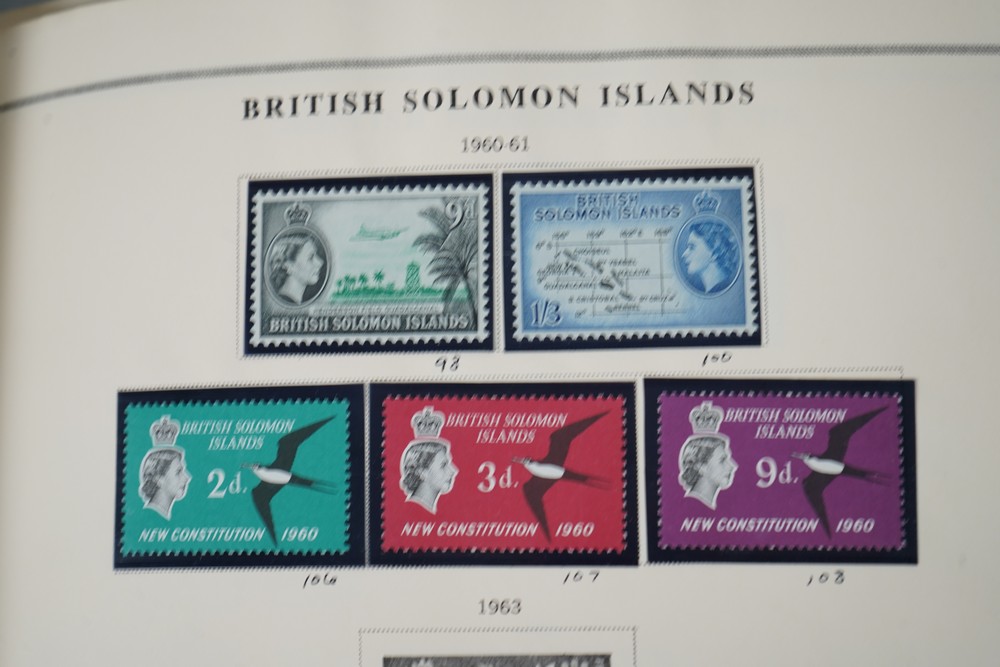 BRITISH SOLOMON ISLANDS
1960-61
9d
BRITISH SOLOMON ISLANDS
BRITISH
SOLOMON ISLANDS
1/3
98
100
BRITISH SOLOMON
ISLANDS
2d.
NEW CONSTITUTION 1960
BRITISH SOLOMON
ISLANDS
3d.
NEW CONSTITUTION 1960
BRITISH SOLOMON
ISLANDS
9d.
NEW CONSTITUTION 1960
106
107
108
1963